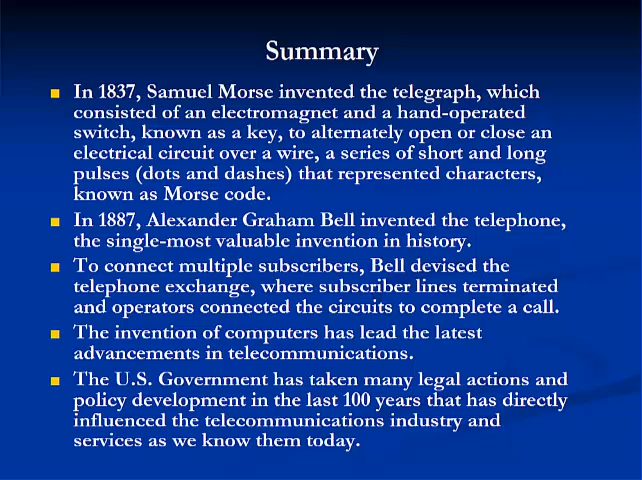 Summary
In 1837, Samuel Morse invented the telegraph, which
consisted of an electromagnet and a hand-operated
switch, known as a key, to alternately open or close an
electrical circuit over a wire, a series of short and long
pulses (dots and dashes) that represented characters,
known as Morse code.
In 1887, Alexander Graham Bell invented the telephone,
the single-most valuable invention in history.
To connect multiple subscribers, Bell devised the
telephone exchange, where subscriber lines terminated
and operators connected the circuits to complete a call.
The invention of computers has lead the latest
advancements in telecommunications.
The U.S. Government has taken many legal actions and
policy development in the last 100 years that has directly
influenced the telecommunications industry and
services as we know them today.